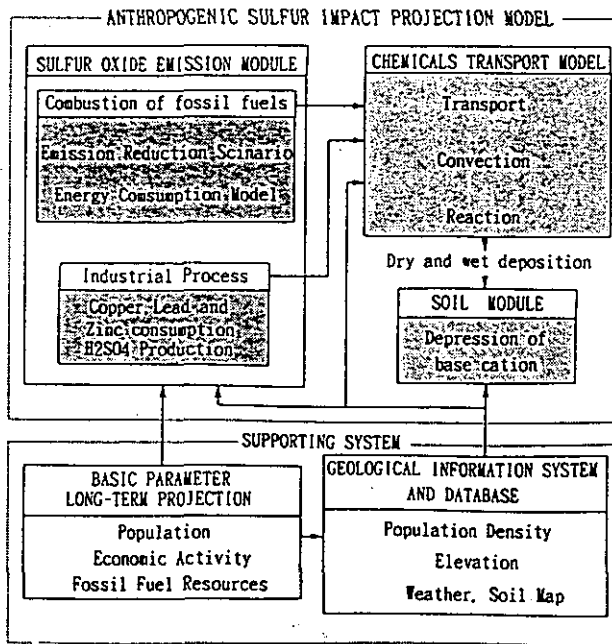 ANTHROPOGENIC SULFUR IMPACT PROJECTION MODEL
SULFUR OXIDE EMISSION MODULE
Combustion of fossil fuels
Emission Reduction Scinario
Energy Comsumption Model
Industrial Process
Copper Lead and
Zinc consumption
H2SO4 Production
CHEMICALS TRANSPORT MODEL
Transport
Convection
Reaction
Dry and wet deposition
SOIL MODULE
Depression of
base cation
SUPPORTING SYSTEM
BASIC PARAMETER
LONG-TERM PROJECTION
Population
Economic Activity
Fossil Fuel Resources
GEOLOGICAL INFORMATION SYSTEM
AND DATABASE
Population Density
Elevation
Weather, Soil Map